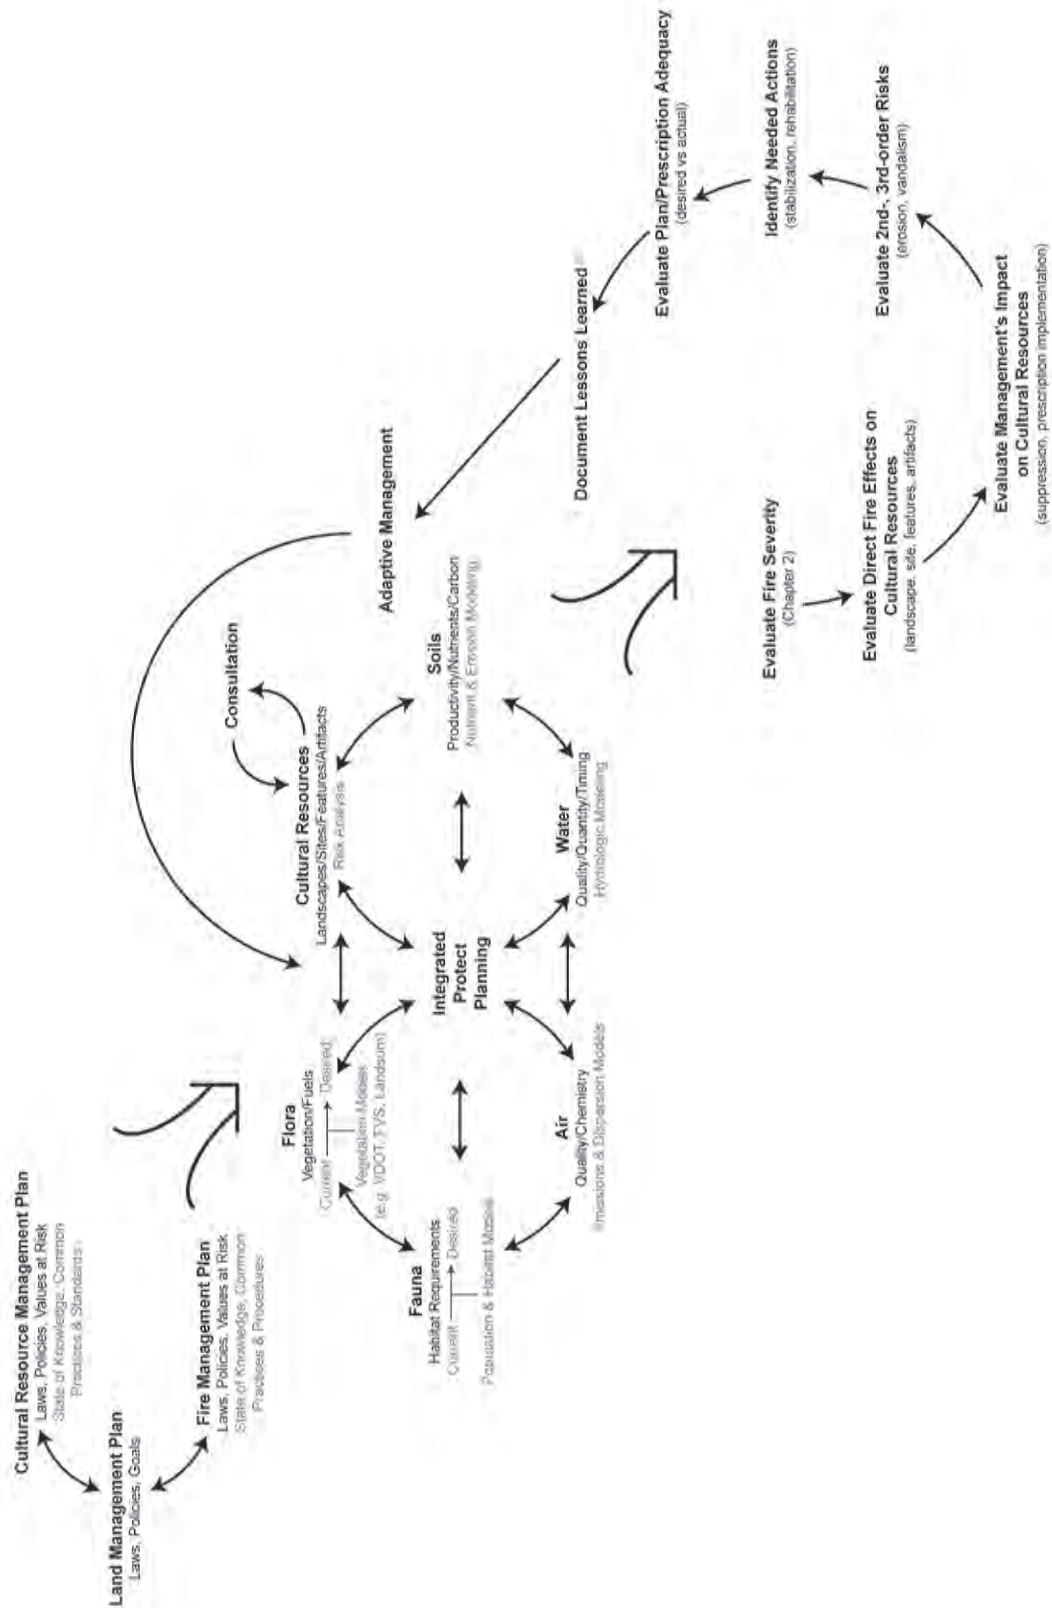 Cultural Resource Management Plan
Laws, Policies, Values at Risk
State of Knowledge, Common
Practices & Standards
Land Management Plan
Laws, Policies, Goals
Fire Management Plan
Laws, Policies, Values at Risk
State of Knowledge, Common
Practices & Procedures
Flora
Vegetation/Fuels
Current
Desired
Vegetation Models
(e.g. VDDT, FVS, Landsum)
Fauna
Habitat Requirements
Current
Desired
Population & Habitat Models
Consultation
Cultural Resources
Landscapes/Sites/Features/Artifacts
Risk Analysis
Integrated
Protect
Planning
Soils
Productivity/Nutrients/Carbon
Nutrient & Erosion Modeling
Air
Quality/Chemistry
Emissions & Dispersion Models
Water
Quality/Quantity/Timing
Hydrologic Modeling
Adaptive Management
Evaluate Fire Severity
(Chapter 2)
Evaluate Direct Fire Effects on
Cultural Resources
(landscape, site, features, artifacts)
Evaluate Management's Impact
on Cultural Resources
(suppression, prescription implementation)
Evaluate 2nd-, 3rd-order Risks
(erosion, vandalism)
Identify Needed Actions
(stabilization, rehabilitation)
Evaluate Plan/Prescription Adequacy
(desired vs actual)
Document Lessons Learned